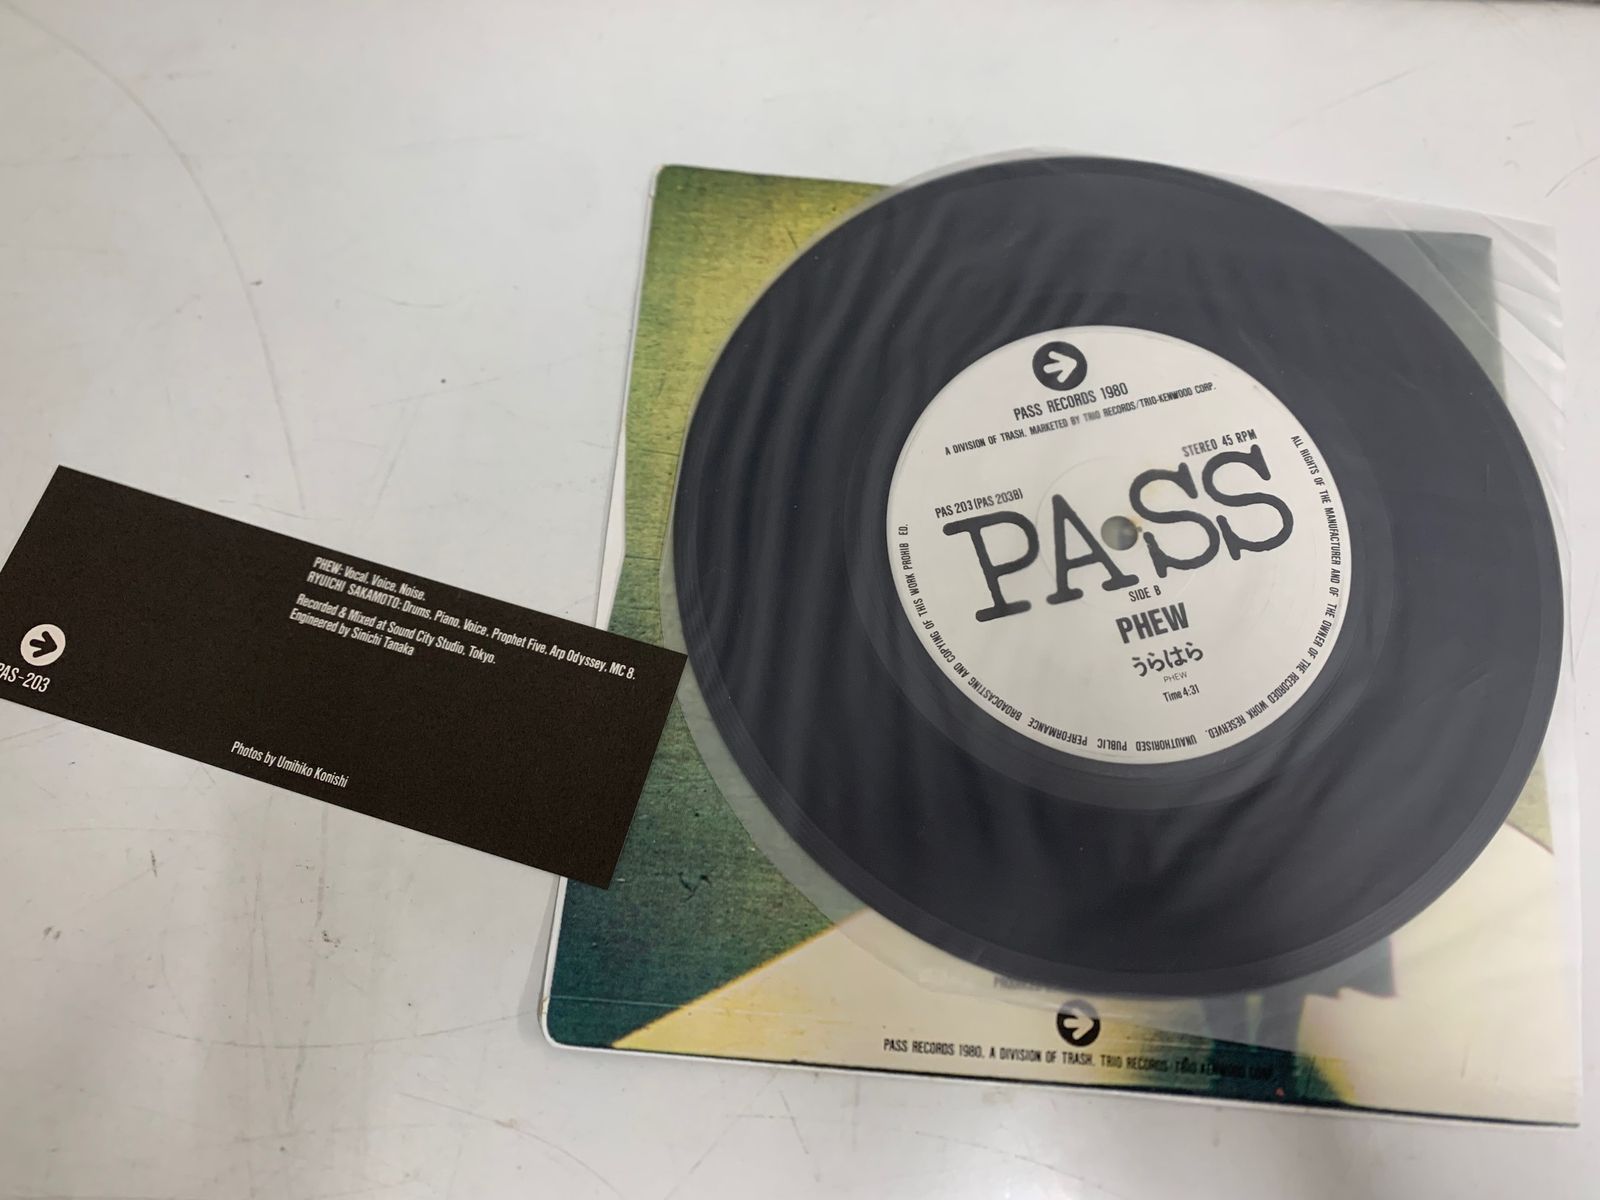 PHEW: Vocal. Voice. Noise.
RYUICHI SAKAMOTO: Drums. Piano. Voice. Prophet Five. Arp Odyssey. MC 8.
Recorded & Mixed at Sound City Studio. Tokyo.
Engineered by Sinichi Tanaka
PAS-203
Photos by Umihiko Konishi
PASS RECORDS 1980
A DIVISION OF TRASH. MARKETED BY TRIO RECORDS/TRIO-KENWOOD CORP.
STEREO 45 RPM
PAS 203 (PAS 203B)
PASS
SIDE B
PHEW
うらはら
PHEW
Time 4:31
ALL RIGHTS OF THE MANUFACTURER AND OF THE OWNER OF THE RECORDED WORK RESERVED. UNAUTHORISED PUBLIC PERFORMANCE BROADCASTING AND COPYING OF THIS WORK PROHIB ED.
PASS RECORDS 1980. A DIVISION OF TRASH. TRIO RECORDS/TRIO KENWOOD CORP.